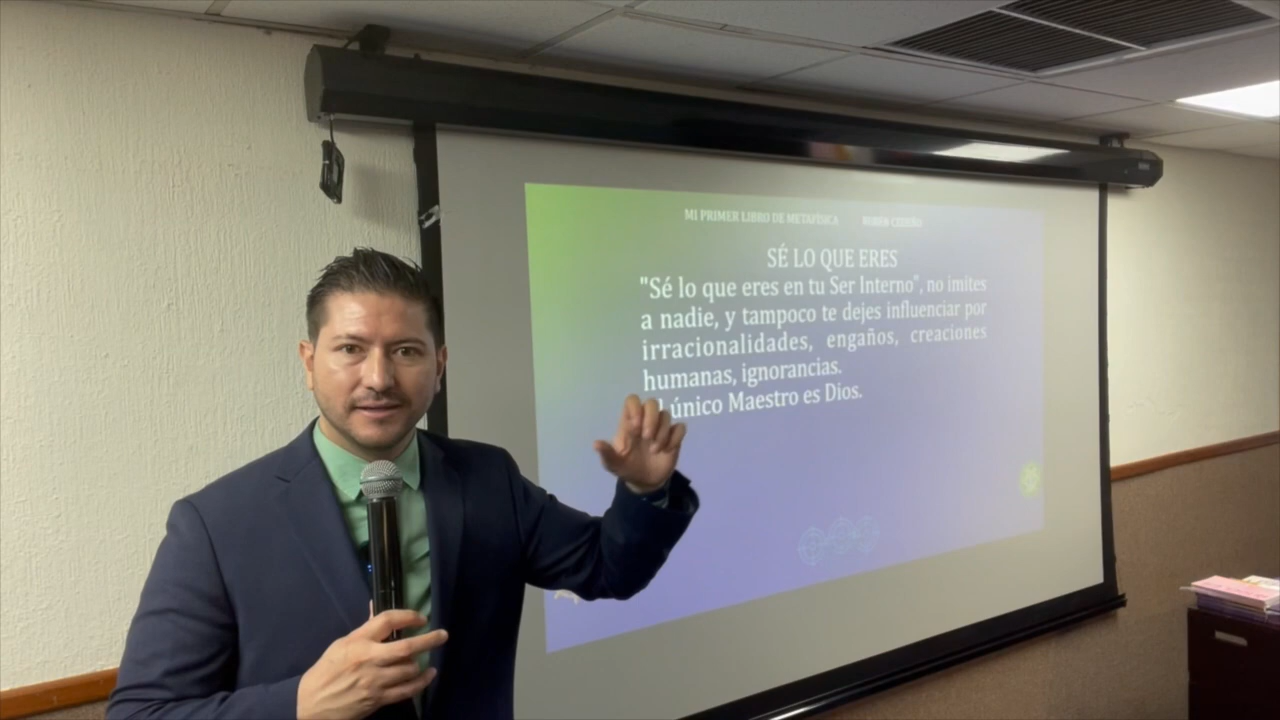 MI PRIMER LIBRO DE METAFÍSICA RUBÉN CEDEÑO
SÉ LO QUE ERES
"Sé lo que eres en tu Ser Interno", no imites
a nadie, y tampoco te dejes influenciar por
irracionalidades, engaños, creaciones
humanas, ignorancias.
único Maestro es Dios.